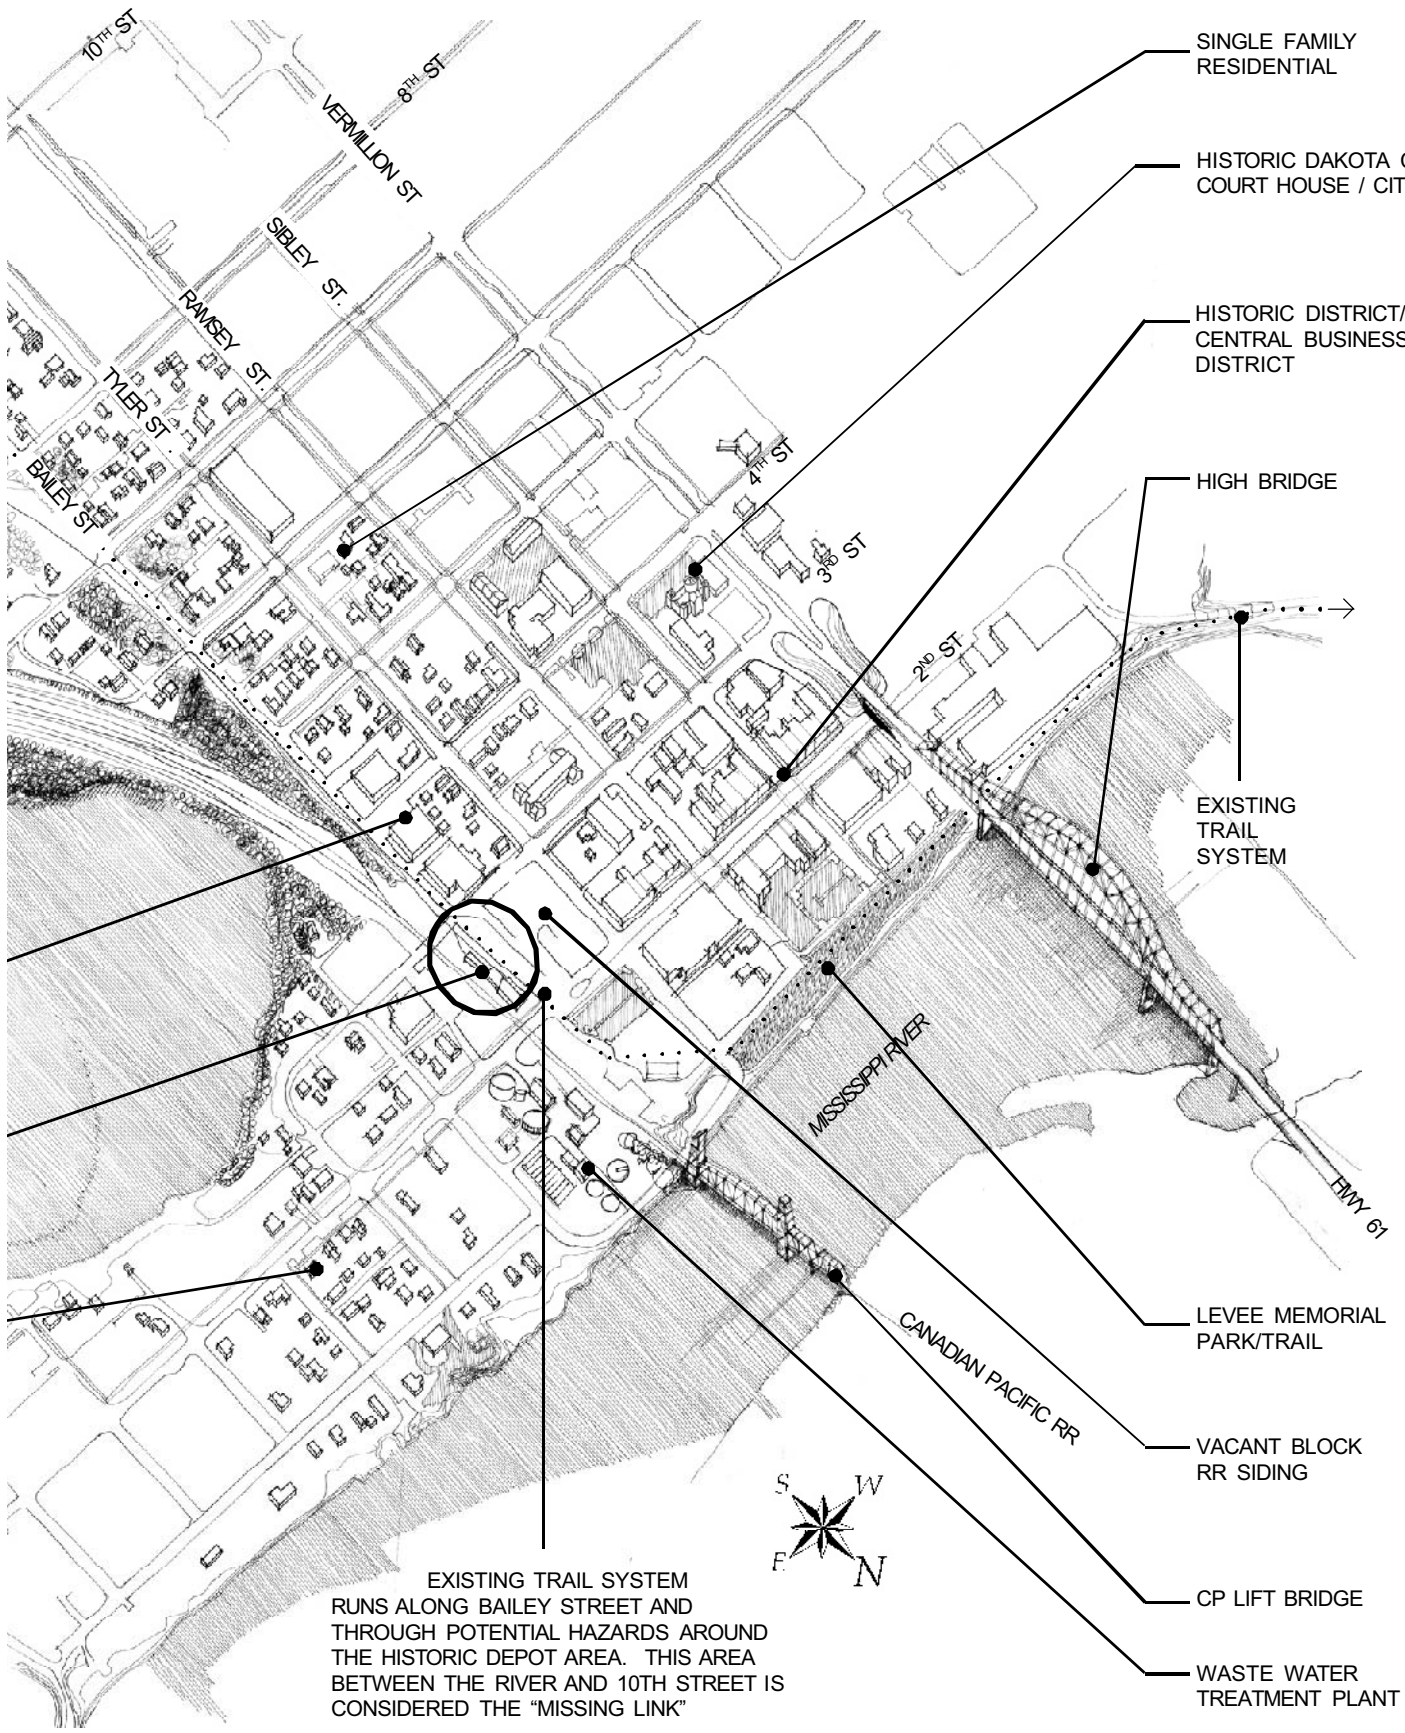 10TH ST
8TH ST
VERMILLION ST
SIBLEY ST.
RAMSEY ST.
TYLER ST.
BAILEY ST
4TH ST
3RD ST
2ND ST
SINGLE FAMILY
RESIDENTIAL
HISTORIC DAKOTA
COURT HOUSE /
HISTORIC DISTRICT/
CENTRAL BUSINESS
DISTRICT
HIGH BRIDGE
EXISTING
TRAIL
SYSTEM
MISSISSIPPI RIVER
HWY 61
CANADIAN PACIFIC RR
LEVEE MEMORIAL
PARK/TRAIL
VACANT BLOCK
RR SIDING
CP LIFT BRIDGE
WASTE WATER
TREATMENT PLANT
S W
E N
EXISTING TRAIL SYSTEM
RUNS ALONG BAILEY STREET AND
THROUGH POTENTIAL HAZARDS AROUND
THE HISTORIC DEPOT AREA. THIS AREA
BETWEEN THE RIVER AND 10TH STREET IS
CONSIDERED THE “MISSING LINK”